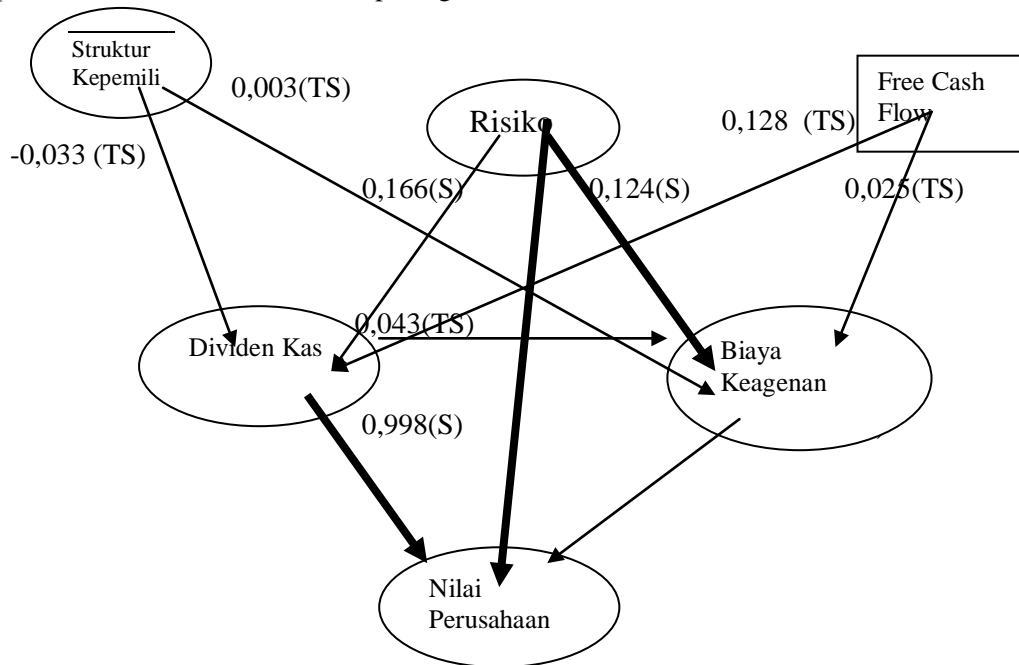 Struktur
Kepemili
0,003(TS)
Risiko
Free Cash
Flow
0,128 (TS)
-0,033 (TS)
0,166(S)
0,124(S)
0,025(TS)
0,043(TS)
Dividen Kas
Biaya
Keagenan
0,998(S)
Nilai
Perusahaan